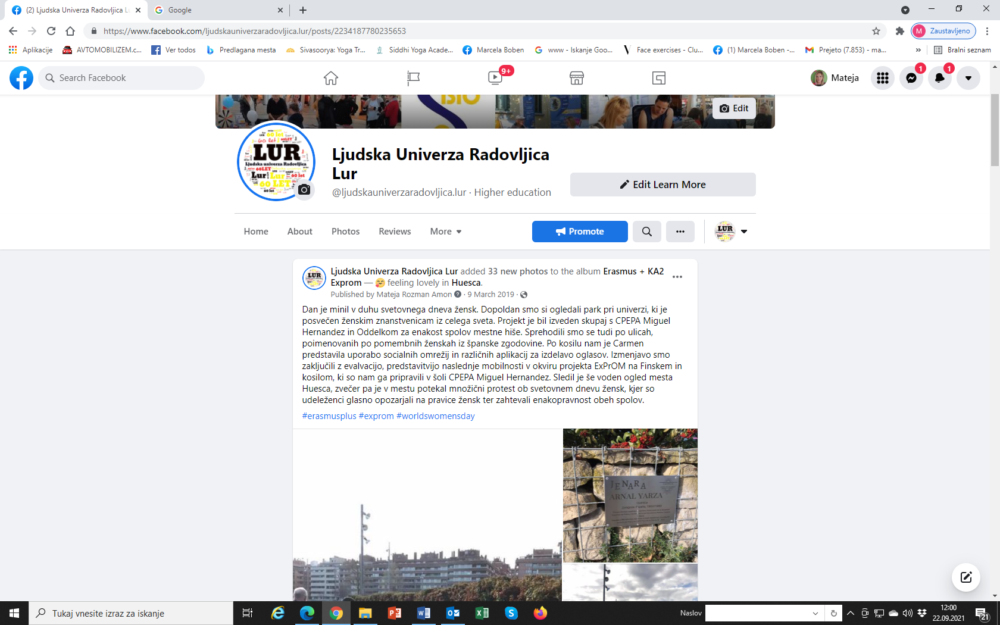 (2) Ljudska Univerza Radovljica Lu
Google
https://www.facebook.com/ljudskauniverzaradovljica.lur/posts/2234187780235653
M
Zaustavljeno
Aplikacije
AVTOMOBILIZEM.c...
Ver todos
Predlagana mesta
Sivasoorya: Yoga Tr...
Siddhi Yoga Acade...
Marcela Boben
www - Iskanje Goo...
Face exercises - Clu...
(1) Marcela Boben -...
Prejeto (7.853) - ma...
»
Bralni seznam
Search Facebook
9+
Mateja
1
1
BIO
Edit
60 let
LUR
Ljudska univerza Radovljica
60LET
Lur Lur 60 let
60 LET
60 let
Ljudska Univerza Radovljica
Lur
@ljudskauniverzaradovljica.lur · Higher education
Edit Learn More
Home
About
Photos
Reviews
More
Promote
LUR
LUR
Ljudska Univerza Radovljica Lur added 33 new photos to the album Erasmus + KA2
Exprom — 🥰 feeling lovely in Huesca.
Published by Mateja Rozman Amon · 9 March 2019 ·
Dan je minil v duhu svetovnega dneva žensk. Dopoldan smo si ogledali park pri univerzi, ki je
posvečen ženskim znanstvenicam iz celega sveta. Projekt je bil izveden skupaj s CPEPA Miguel
Hernandez in Oddelkom za enakost spolov mestne hiše. Sprehodili smo se tudi po ulicah,
poimenovanih po pomembnih ženskah iz španske zgodovine. Po kosilu nam je Carmen
predstavila uporabo socialnih omrežij in različnih aplikacij za izdelavo oglasov. Izmenjavo smo
zaključili z evalvacijo, predstavitvijo naslednje mobilnosti v okviru projekta ExPrOM na Finskem in
kosilom, ki so nam ga pripravili v šoli CPEPA Miguel Hernandez. Sledil je še voden ogled mesta
Huesca, zvečer pa je v mestu potekal množični protest ob svetovnem dnevu žensk, kjer so
udeleženci glasno opozarjali na pravice žensk ter zahtevali enakopravnost obeh spolov.
#erasmusplus #exprom #worldswomensday
JENARA
ARNAL YARZA
Tukaj vnesite izraz za iskanje
Naslov
12:00
22.09.2021
21